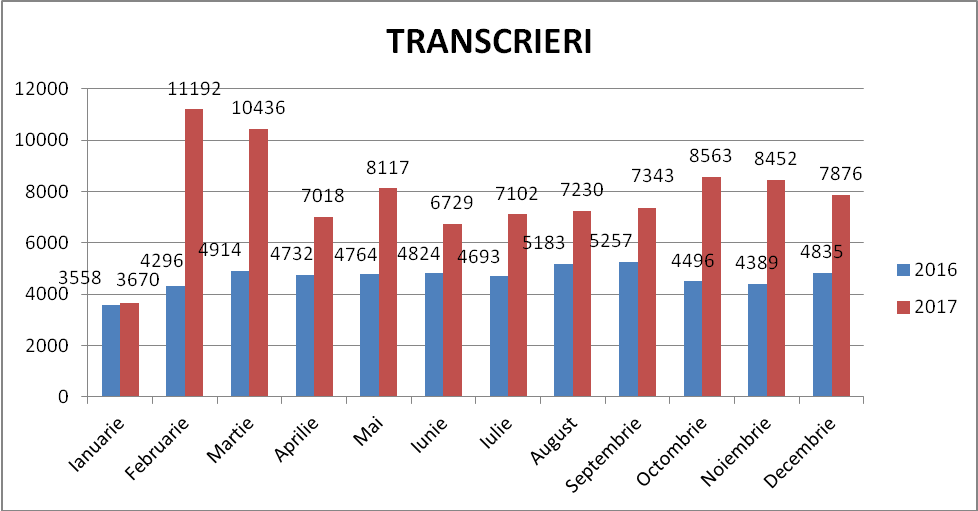 TRANSCRIERI
12000
10000
8000
6000
4000
2000
0
3558
3670
4296
11192
4914
10436
4732
7018
4764
8117
4824
6729
4693
7102
5183
7230
5257
7343
4496
8563
4389
8452
4835
7876
Ianuarie
Februarie
Martie
Aprilie
Mai
Iunie
Iulie
August
Septembrie
Octombrie
Noiembrie
Decembrie
2016
2017